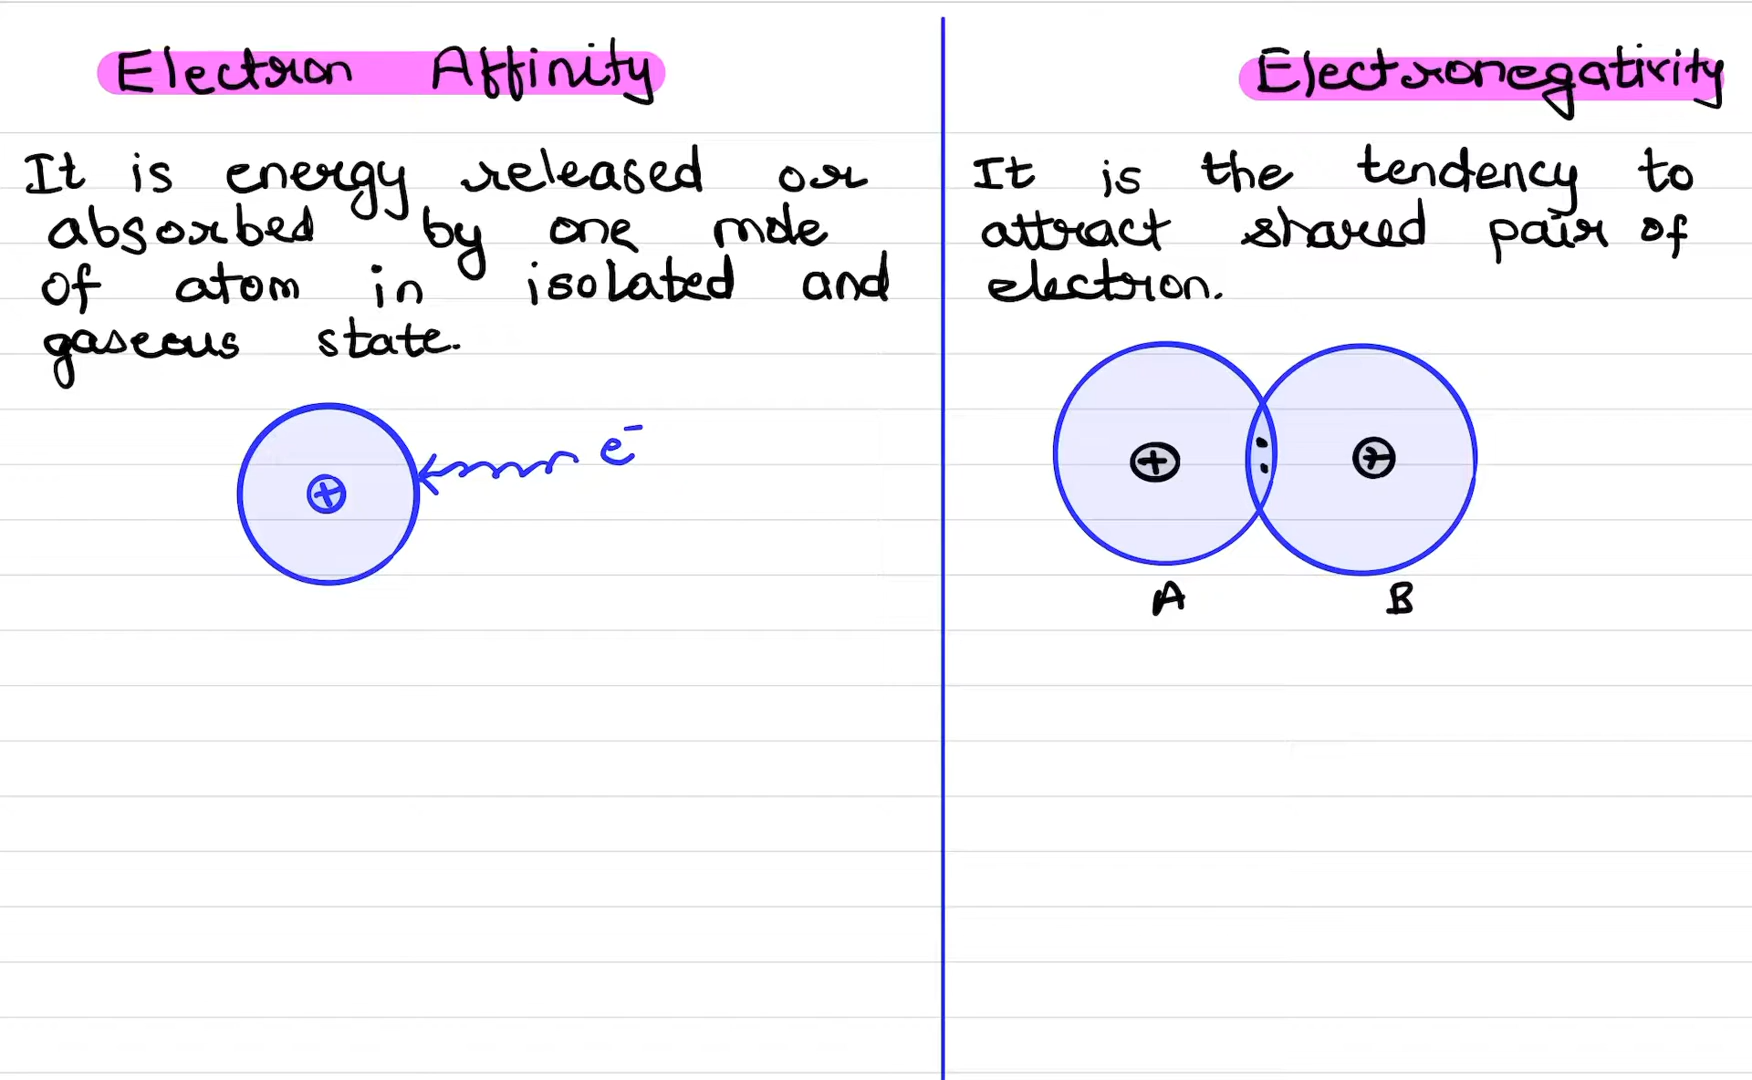 Electron Affinity
It is energy released or
absorbed by one mole
of atom in isolated and
gaseous state.
e⁻
+
Electronegativity
It is the tendency to
attract shared pair of
electron.
+ : +
A B